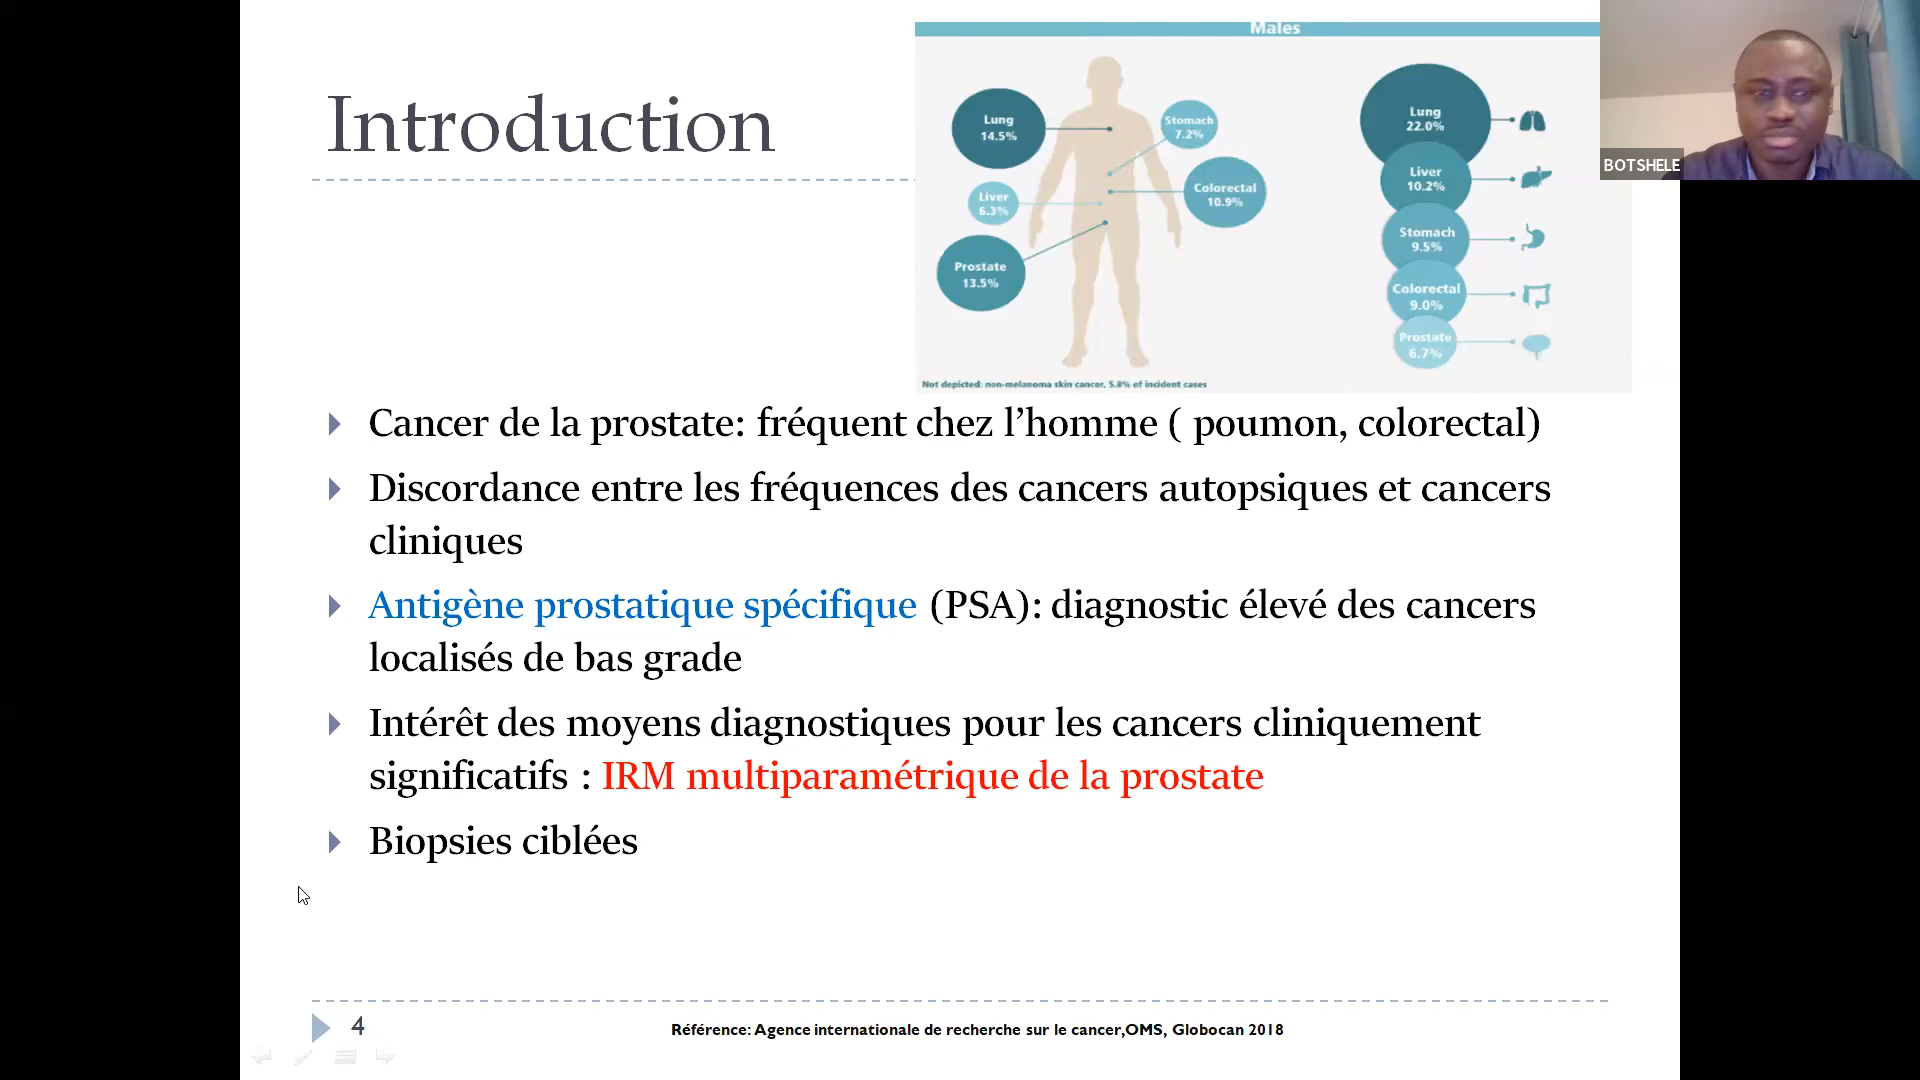 Males
Introduction
Lung
14.5%
Stomach
7.2%
Liver
6.3%
Colorectal
10.9%
Prostate
13.5%
Lung
22.0%
Liver
10.2%
Stomach
9.5%
Colorectal
9.0%
Prostate
6.7%
Not depicted: non-melanoma skin cancer, 5.8% of incident cases
BOTSHELE
Cancer de la prostate: fréquent chez l’homme ( poumon, colorectal)
Discordance entre les fréquences des cancers autopsiques et cancers
cliniques
Antigène prostatique spécifique (PSA): diagnostic élevé des cancers
localisés de bas grade
Intérêt des moyens diagnostiques pour les cancers cliniquement
significatifs : IRM multiparamétrique de la prostate
Biopsies ciblées
4
Référence: Agence internationale de recherche sur le cancer,OMS, Globocan 2018